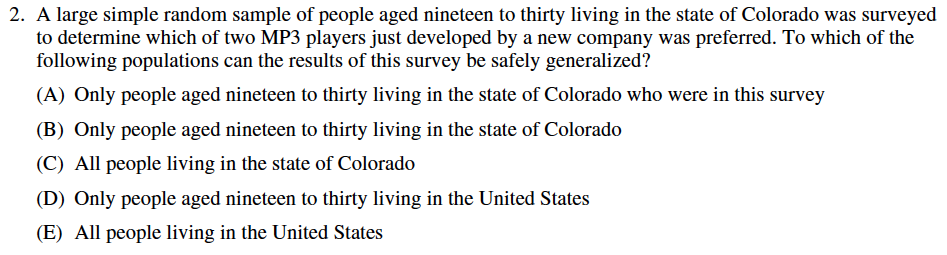 2. A large simple random sample of people aged nineteen to thirty living in the state of Colorado was surveyed
to determine which of two MP3 players just developed by a new company was preferred. To which of the
following populations can the results of this survey be safely generalized?
(A) Only people aged nineteen to thirty living in the state of Colorado who were in this survey
(B) Only people aged nineteen to thirty living in the state of Colorado
(C) All people living in the state of Colorado
(D) Only people aged nineteen to thirty living in the United States
(E) All people living in the United States